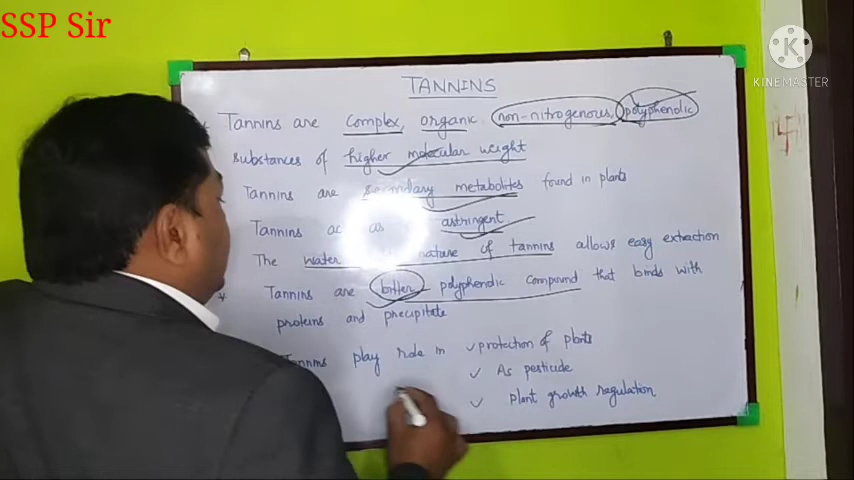 SSP Sir
KINEMASTER
TANNINS
Tannins are complex, organic, non-nitrogenous, polyphenolic
substances of higher molecular weight
Tannins are secondary metabolites found in plants
Tannins act as astringent
The water nature of tannins allows easy extraction
* Tannins are bitter polyphenolic compound that binds with
proteins and precipitate
Tannins play role in ✓ protection of plants
✓ As pesticide
✓ Plant growth regulation